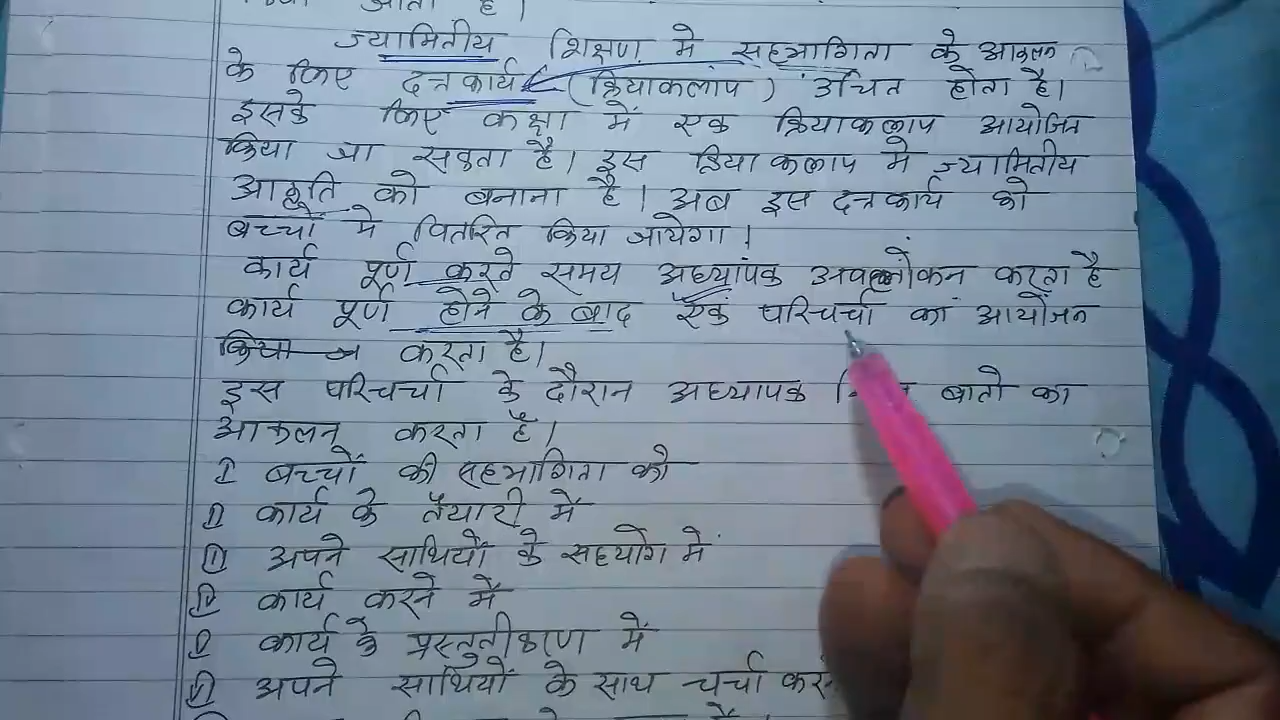 है।
ज्यामितीय शिक्षण मे सहभागिता के आकलन
के लिए दत्तकार्य (क्रियाकलाप) उचित होता है।
इसके लिए कक्षा में एक क्रियाकलाप आयोजित
किया जा सकता है। इस क्रियाकलाप मे ज्यामितीय
आकृति को बनाना है। अब इस दत्तकार्य को
बच्चों मे वितरित किया जायेगा।
कार्य पूर्ण करते समय अध्यापक अवलोकन करता है
कार्य पूर्ण होने के बाद एक परिचर्चा का आयोजन
करता है।
इस परिचर्चा के दौरान अध्यापक बातो का
आकलन करता है।
I बच्चों की सहभागिता को
II कार्य के तैयारी में
III अपने साथियों के सहयोग में
IV कार्य करने में
V कार्य के प्रस्तुतीकरण में
VI अपने साथियों के साथ चर्चा